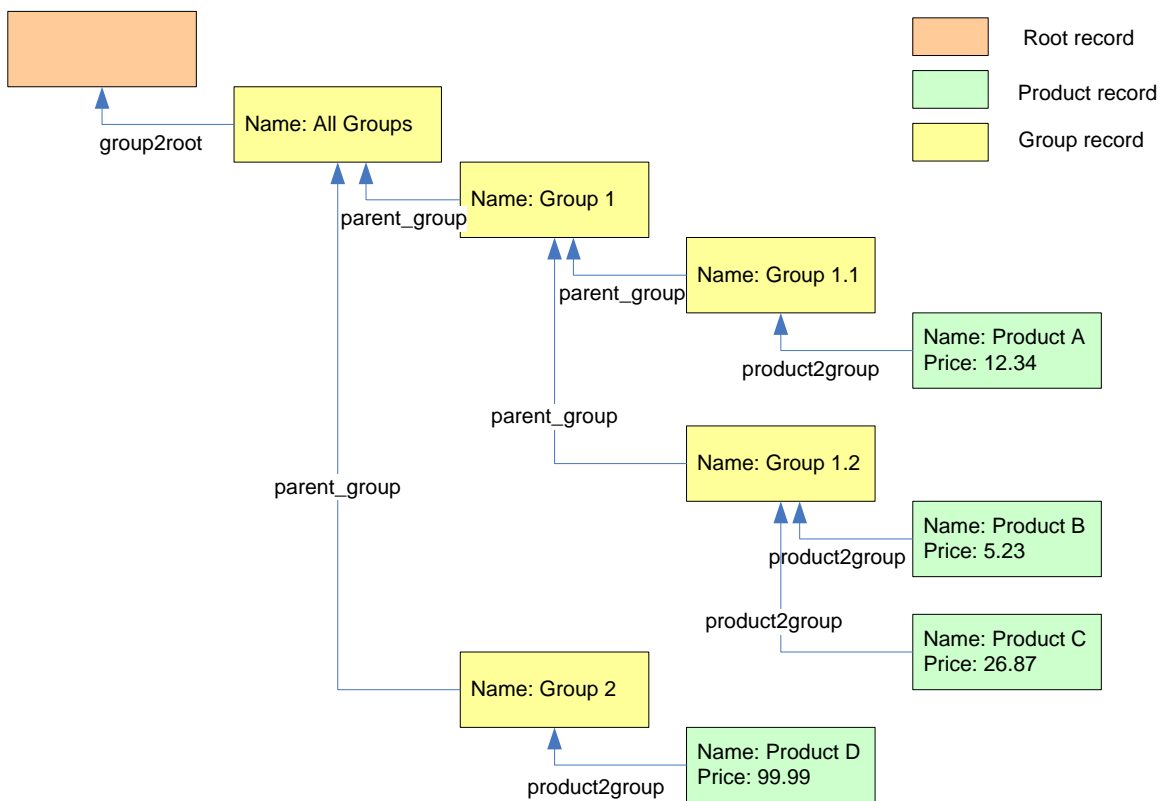 Root record
Product record
Group record
Name: All Groups
group2root
Name: Group 1
parent_group
Name: Group 1.1
parent_group
Name: Product A
Price: 12.34
product2group
parent_group
Name: Group 1.2
parent_group
Name: Product B
Price: 5.23
product2group
product2group
Name: Product C
Price: 26.87
Name: Group 2
Name: Product D
Price: 99.99
product2group